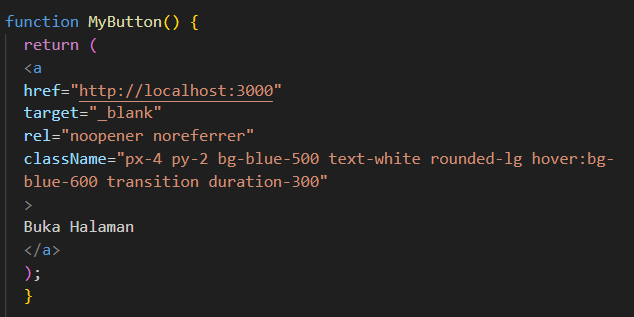 function MyButton() {
return (
<a
href="http://localhost:3000"
target="_blank"
rel="noopener noreferrer"
className="px-4 py-2 bg-blue-500 text-white rounded-lg hover:bg-
blue-600 transition duration-300"
>
Buka Halaman
</a>
);
}